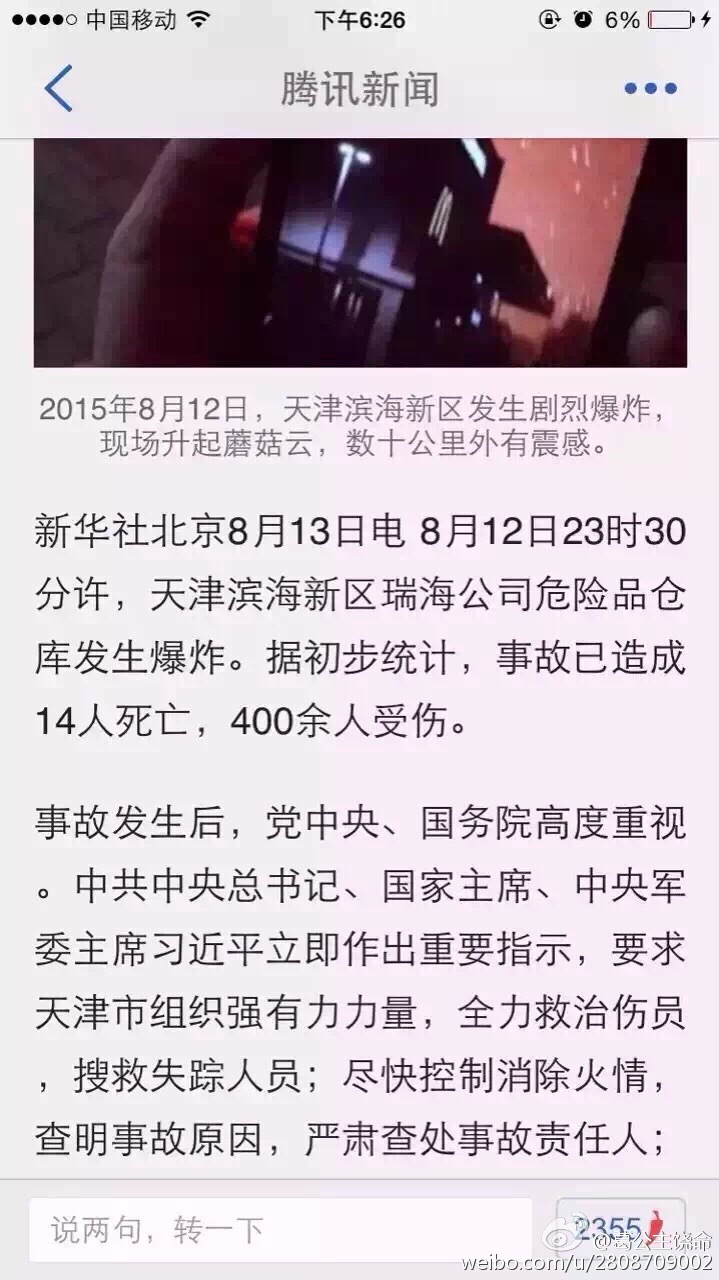 中国移动 下午6:26 6%
腾讯新闻
2015年8月12日，天津滨海新区发生剧烈爆炸，
现场升起蘑菇云，数十公里外有震感。
新华社北京8月13日电 8月12日23时30
分许，天津滨海新区瑞海公司危险品仓
库发生爆炸。据初步统计，事故已造成
14人死亡，400余人受伤。
事故发生后，党中央、国务院高度重视
。中共中央总书记、国家主席、中央军
委主席习近平立即作出重要指示，要求
天津市组织强有力力量，全力救治伤员
，搜救失踪人员；尽快控制消除火情，
查明事故原因，严肃查处事故责任人；
说两句，转一下 2355
@葛公主饶命
weibo.com/u/2808709002